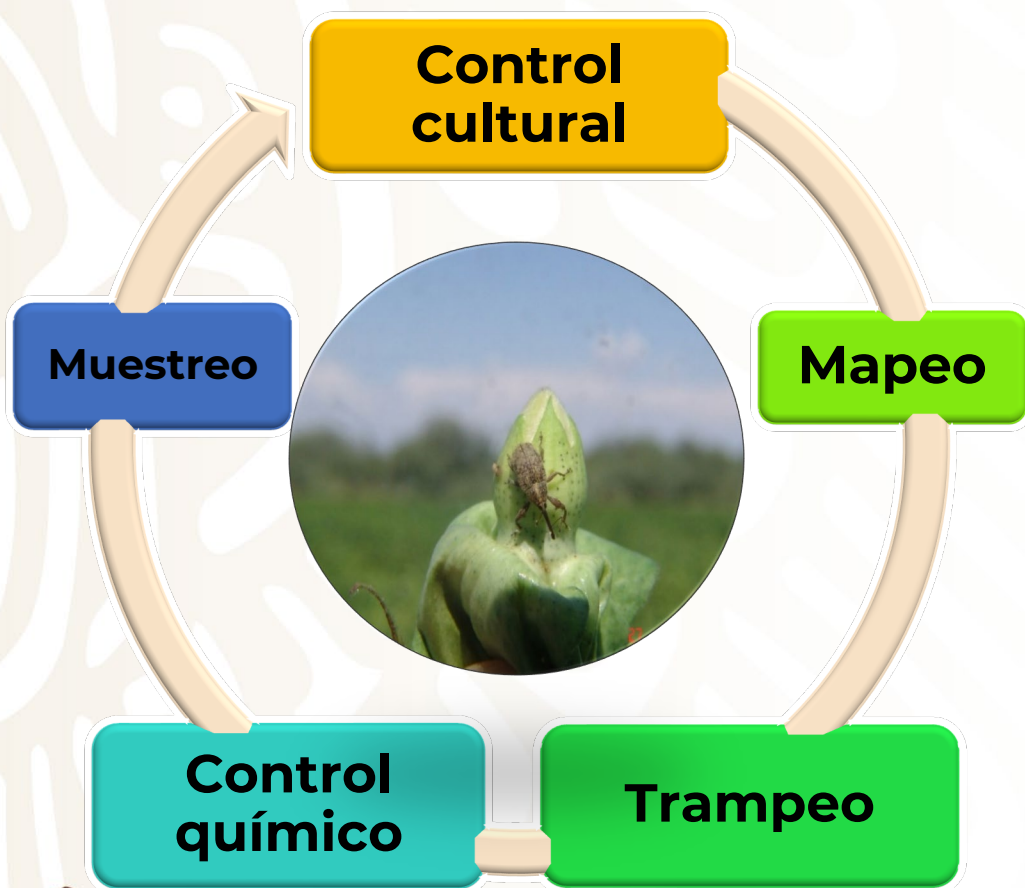 Control
cultural
Mapeo
Trampeo
Control
químico
Muestreo